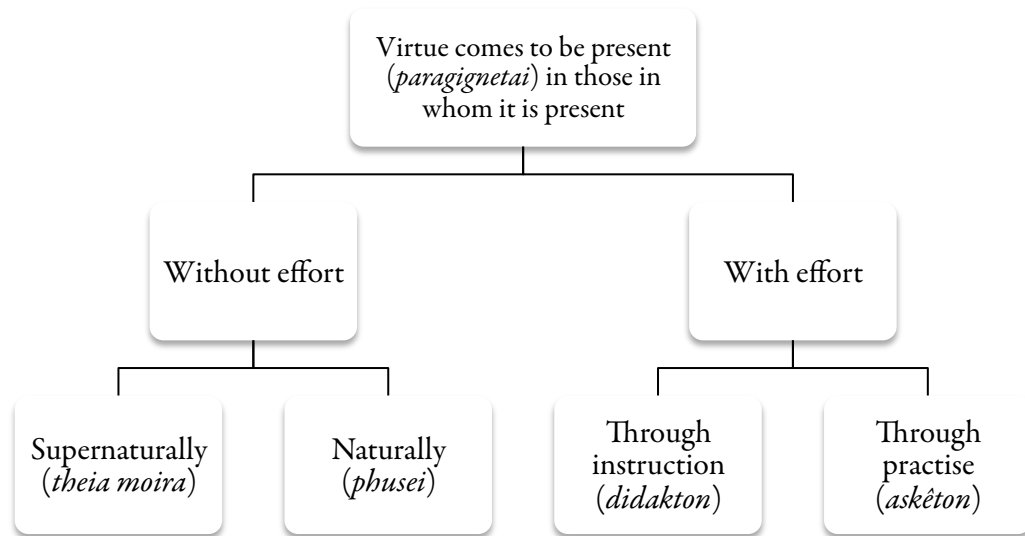 Virtue comes to be present
(paragignetai) in those in
whom it is present
Without effort
With effort
Supernaturally
(theia moira)
Naturally
(phusei)
Through
instruction
(didakton)
Through
practise
(askêton)